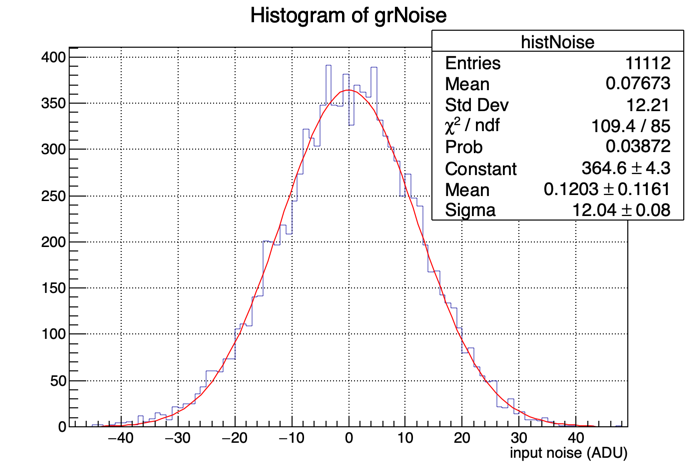 Histogram of grNoise
histNoise
Entries 11112
Mean 0.07673
Std Dev 12.21
χ² / ndf 109.4 / 85
Prob 0.03872
Constant 364.6 ± 4.3
Mean 0.1203 ± 0.1161
Sigma 12.04 ± 0.08
400
350
300
250
200
150
100
50
0
−40 −30 −20 −10 0 10 20 30 40
input noise (ADU)